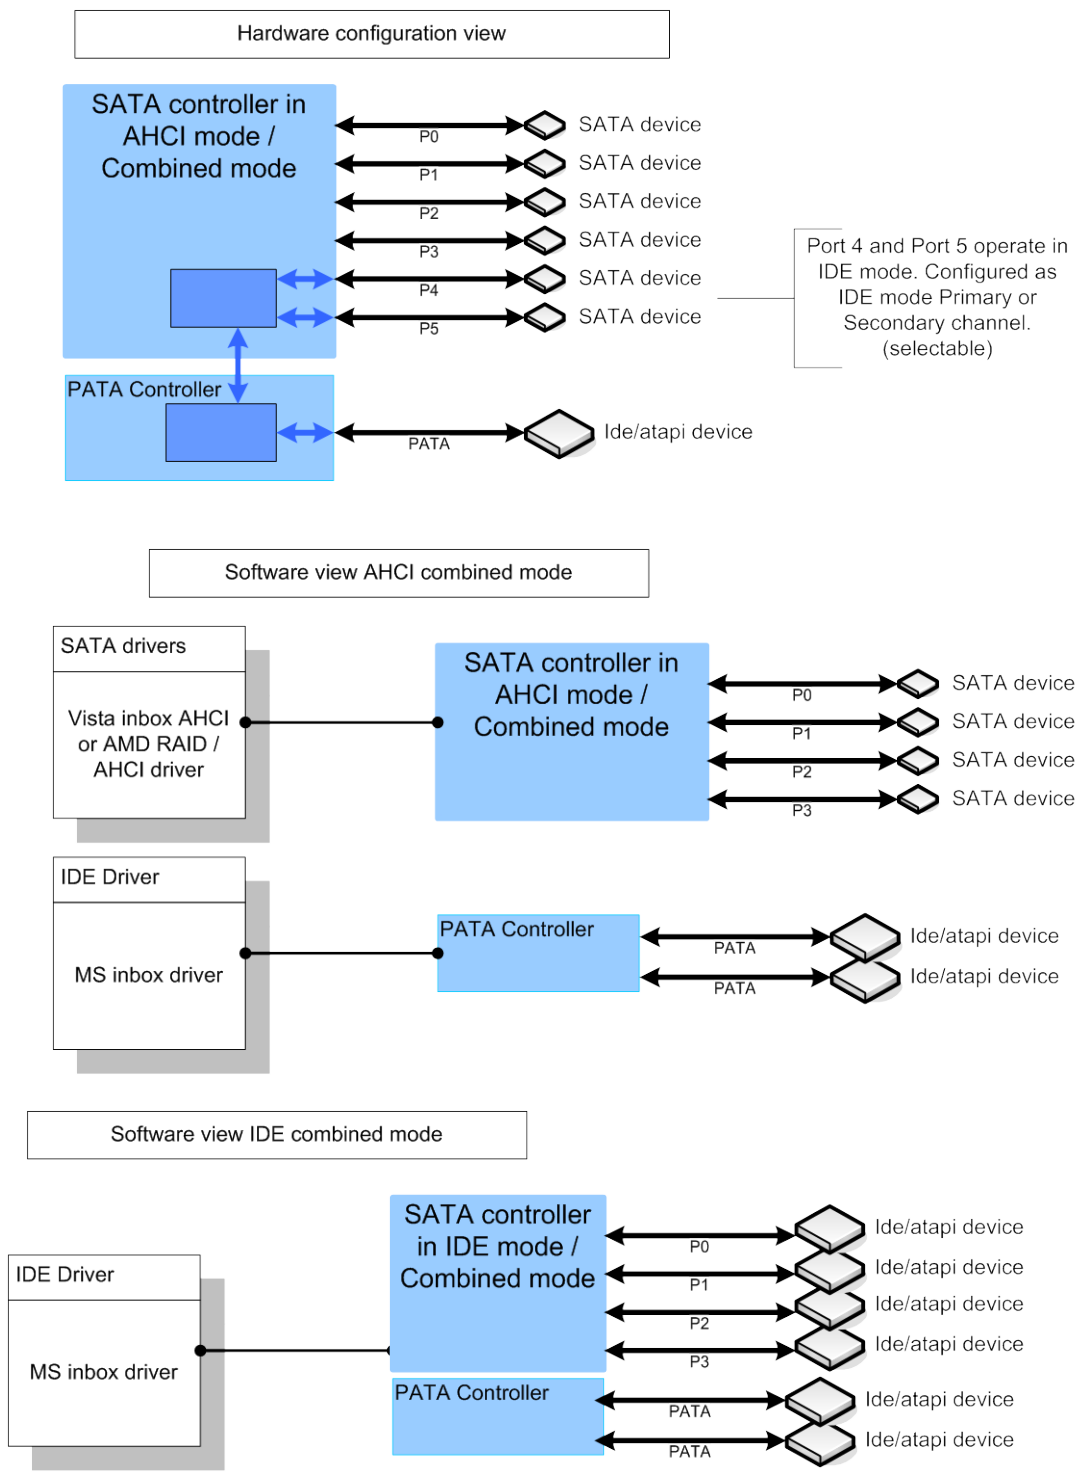 Hardware configuration view
SATA controller in
AHCI mode /
Combined mode
P0
SATA device
P1
SATA device
P2
SATA device
P3
SATA device
P4
SATA device
P5
SATA device
Port 4 and Port 5 operate in
IDE mode. Configured as
IDE mode Primary or
Secondary channel.
(selectable)
PATA Controller
PATA
Ide/atapi device
Software view AHCI combined mode
SATA drivers
Vista inbox AHCI
or AMD RAID /
AHCI driver
SATA controller in
AHCI mode /
Combined mode
P0
SATA device
P1
SATA device
P2
SATA device
P3
SATA device
IDE Driver
MS inbox driver
PATA Controller
PATA
Ide/atapi device
PATA
Ide/atapi device
Software view IDE combined mode
IDE Driver
MS inbox driver
SATA controller
in IDE mode /
Combined mode
P0
Ide/atapi device
P1
Ide/atapi device
P2
Ide/atapi device
P3
Ide/atapi device
PATA Controller
PATA
Ide/atapi device
PATA
Ide/atapi device